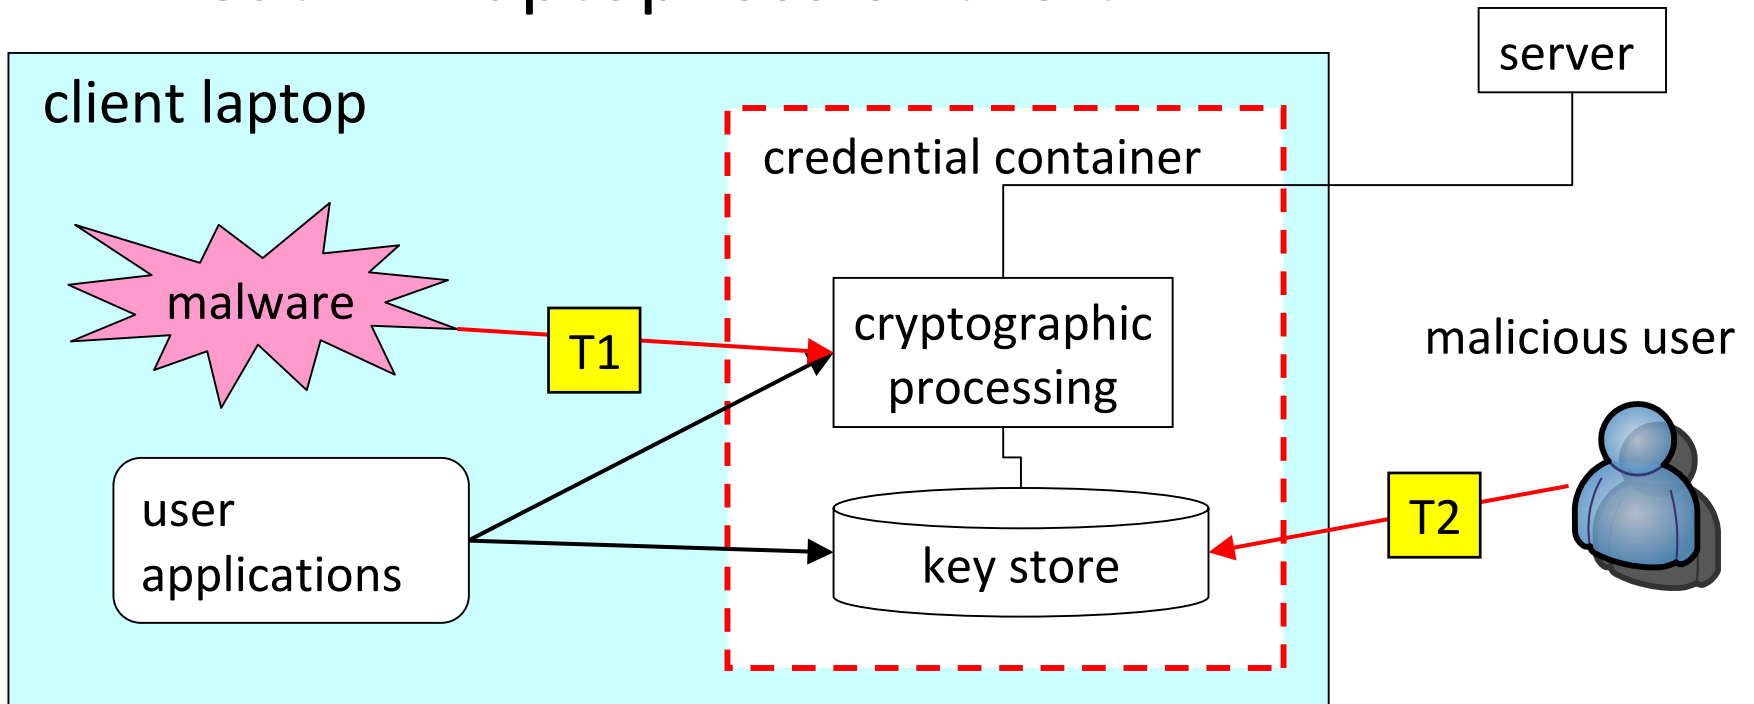 server
client laptop
credential container
malware
T1
cryptographic
processing
malicious user
user
applications
key store
T2